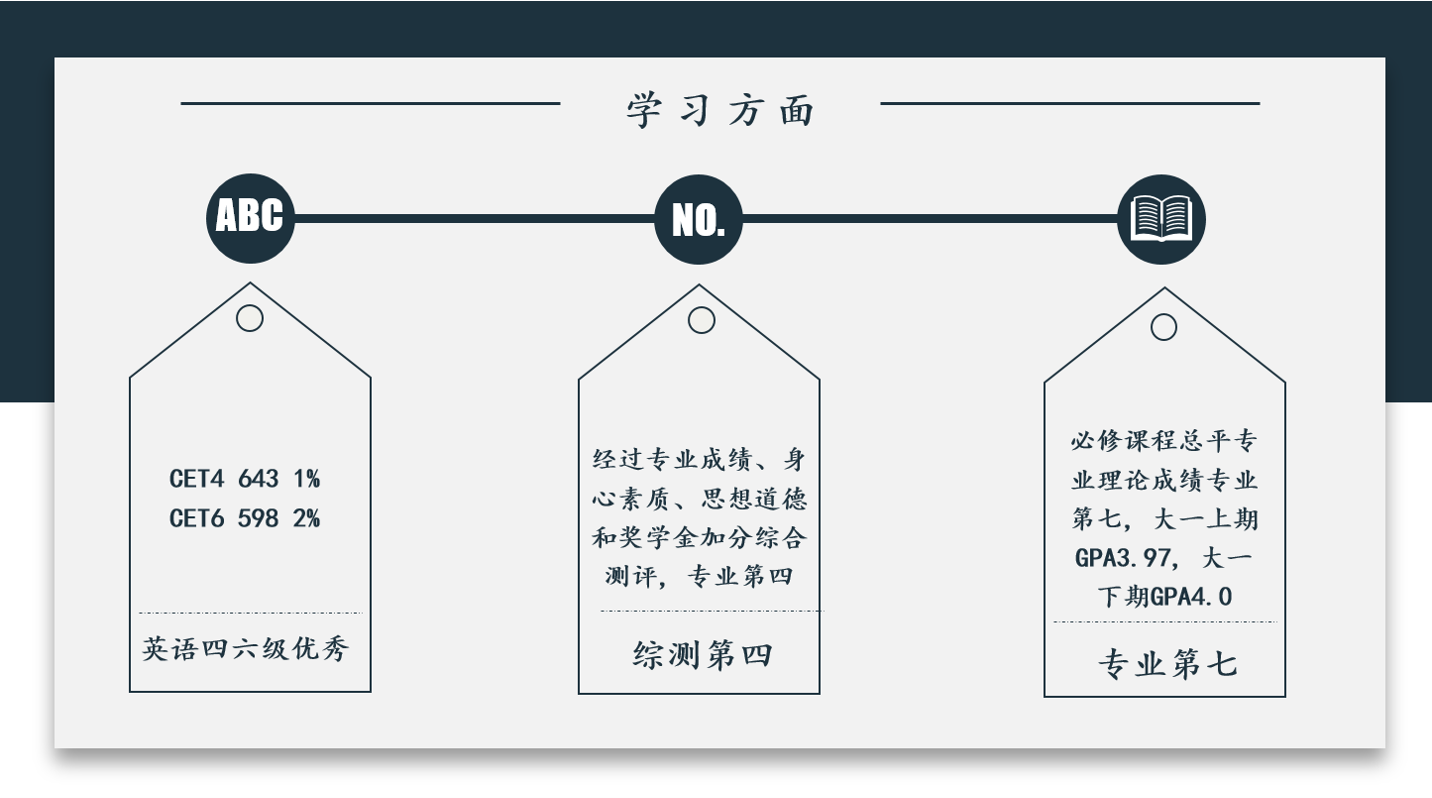 学习方面
ABC
NO.
CET4 643 1%
CET6 598 2%
英语四六级优秀
经过专业成绩、身
心素质、思想道德
和奖学金加分综合
测评, 专业第四
综测第四
必修课程总平专
业理论成绩专业
第七, 大一上期
GPA3.97, 大一
下期GPA4.0
专业第七